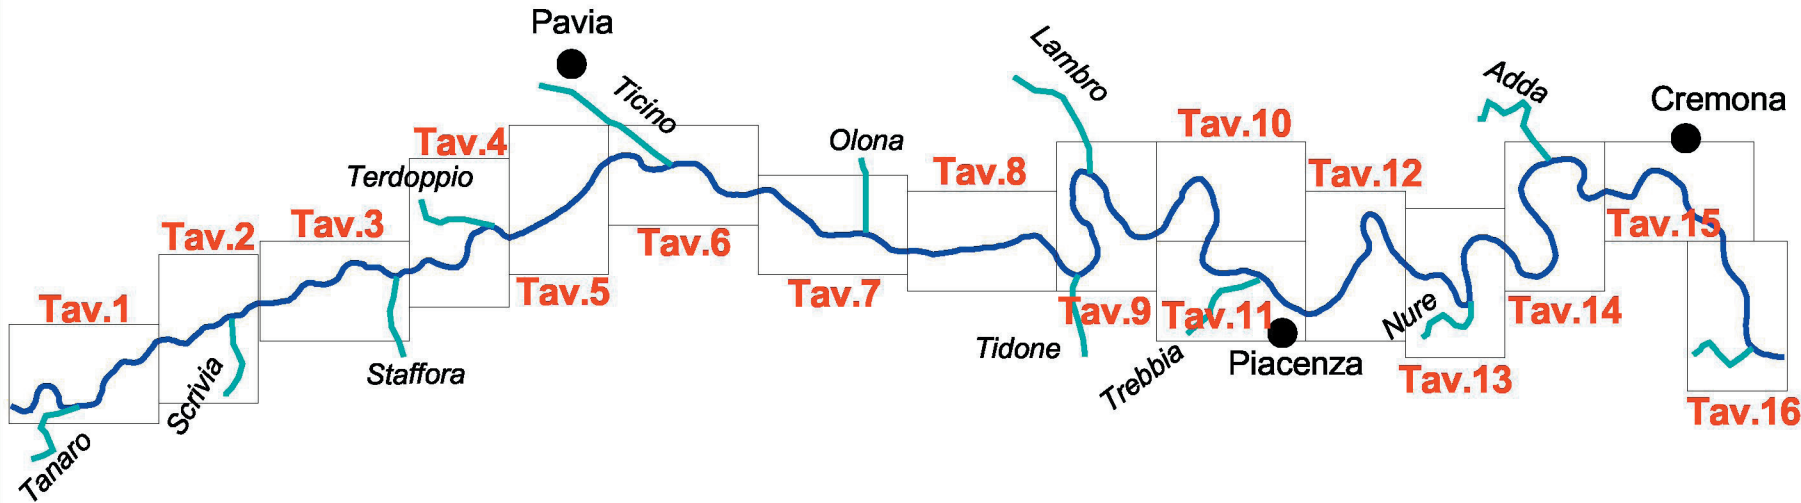 Pavia
Ticino
Lambro
Adda
Cremona
Tav.4
Terdoppio
Olona
Tav.10
Tav.8
Tav.12
Tav.2
Tav.3
Tav.6
Tav.15
Tav.1
Tav.5
Tav.7
Tav.9
Tav.11
Nure
Tav.14
Scrivia
Staffora
Tidone
Trebbia
Piacenza
Tav.13
Tav.16
Tanaro